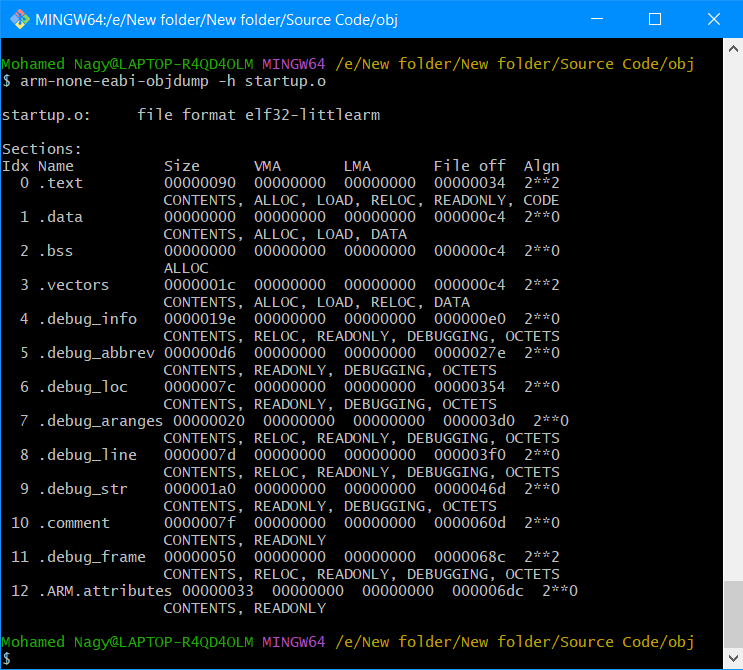 MINGW64:/e/New folder/New folder/Source Code/obj
Mohamed Nagy@LAPTOP-R4QD4OLM MINGW64 /e/New folder/New folder/Source Code/obj
$ arm-none-eabi-objdump -h startup.o
startup.o:     file format elf32-littlearm
Sections:
Idx Name          Size      VMA       LMA       File off  Algn
  0 .text         00000090  00000000  00000000  00000034  2**2
                  CONTENTS, ALLOC, LOAD, RELOC, READONLY, CODE
  1 .data         00000000  00000000  00000000  000000c4  2**0
                  CONTENTS, ALLOC, LOAD, DATA
  2 .bss          00000000  00000000  00000000  000000c4  2**0
                  ALLOC
  3 .vectors      0000001c  00000000  00000000  000000c4  2**2
                  CONTENTS, ALLOC, LOAD, RELOC, DATA
  4 .debug_info   0000019e  00000000  00000000  000000e0  2**0
                  CONTENTS, RELOC, READONLY, DEBUGGING, OCTETS
  5 .debug_abbrev 000000d6  00000000  00000000  0000027e  2**0
                  CONTENTS, READONLY, DEBUGGING, OCTETS
  6 .debug_loc    0000007c  00000000  00000000  00000354  2**0
                  CONTENTS, READONLY, DEBUGGING, OCTETS
  7 .debug_aranges 00000020  00000000  00000000  000003d0  2**0
                  CONTENTS, RELOC, READONLY, DEBUGGING, OCTETS
  8 .debug_line   0000007d  00000000  00000000  000003f0  2**0
                  CONTENTS, RELOC, READONLY, DEBUGGING, OCTETS
  9 .debug_str    000001a0  00000000  00000000  0000046d  2**0
                  CONTENTS, READONLY, DEBUGGING, OCTETS
 10 .comment      0000007f  00000000  00000000  0000060d  2**0
                  CONTENTS, READONLY
 11 .debug_frame  00000050  00000000  00000000  0000068c  2**2
                  CONTENTS, RELOC, READONLY, DEBUGGING, OCTETS
 12 .ARM.attributes 00000033  00000000  00000000  000006dc  2**0
                  CONTENTS, READONLY
Mohamed Nagy@LAPTOP-R4QD4OLM MINGW64 /e/New folder/New folder/Source Code/obj
$